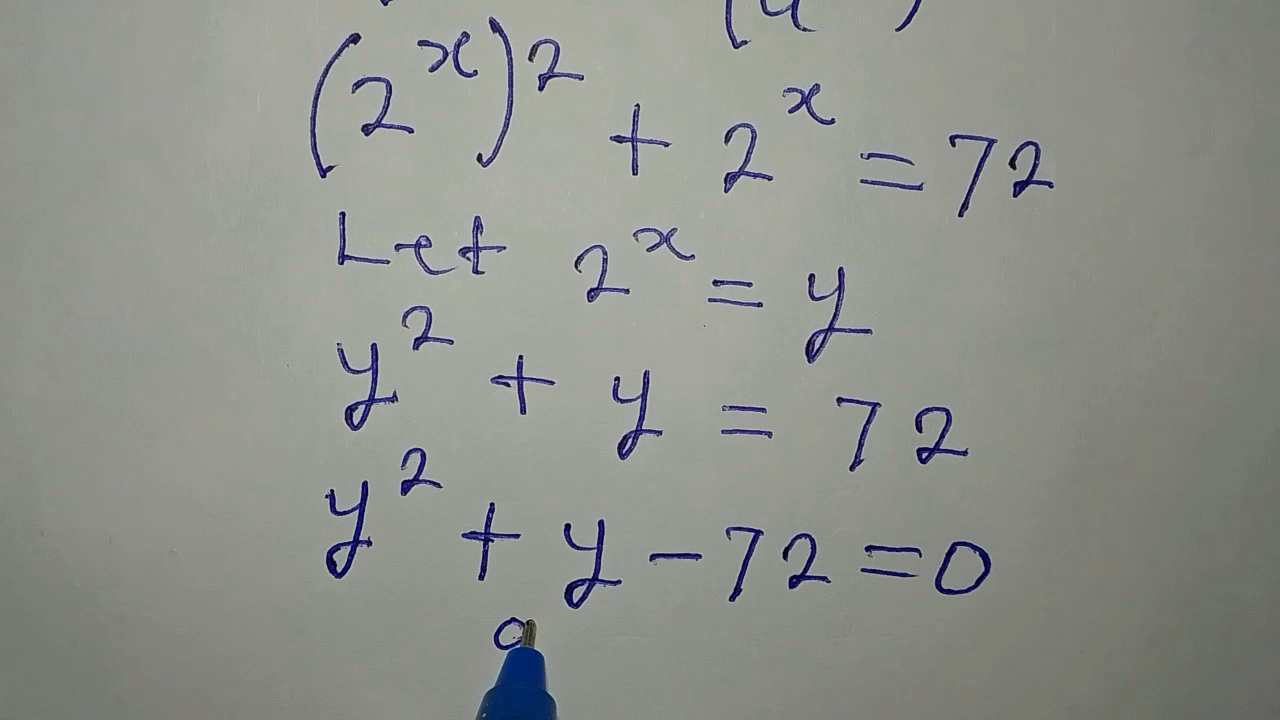 (2^x)^2 + 2^x = 72
Let 2^x = y
y^2 + y = 72
y^2 + y - 72 = 0